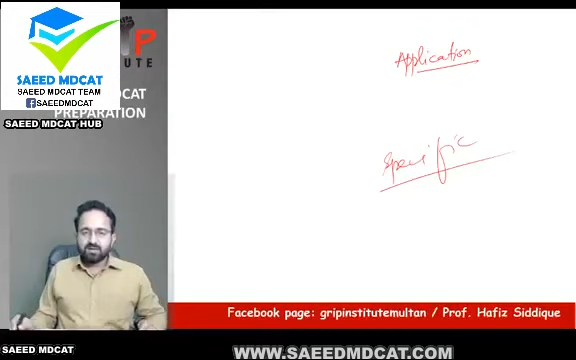 P
UTE
SAEED MDCAT
SAEED MDCAT TEAM
SAEEDMDCAT
DCAT
SAEED MDCAT HUB
PREPARATION
Application
Specific
Facebook page: gripinstitutemultan / Prof. Hafiz Siddique
SAEED MDCAT
WWW.SAEEDMDCAT.COM